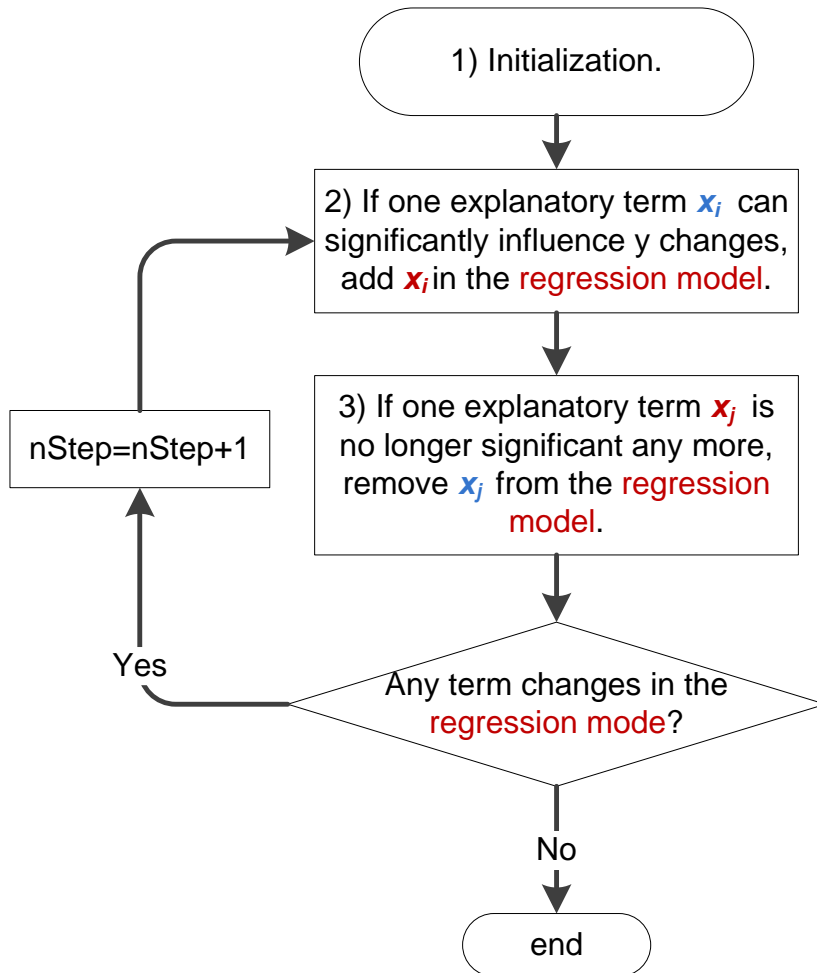 1) Initialization.
2) If one explanatory term xi can
significantly influence y changes,
add xi in the regression model.
3) If one explanatory term xj is
no longer significant any more,
remove xj from the regression
model.
nStep=nStep+1
Yes
Any term changes in the
regression mode?
No
end